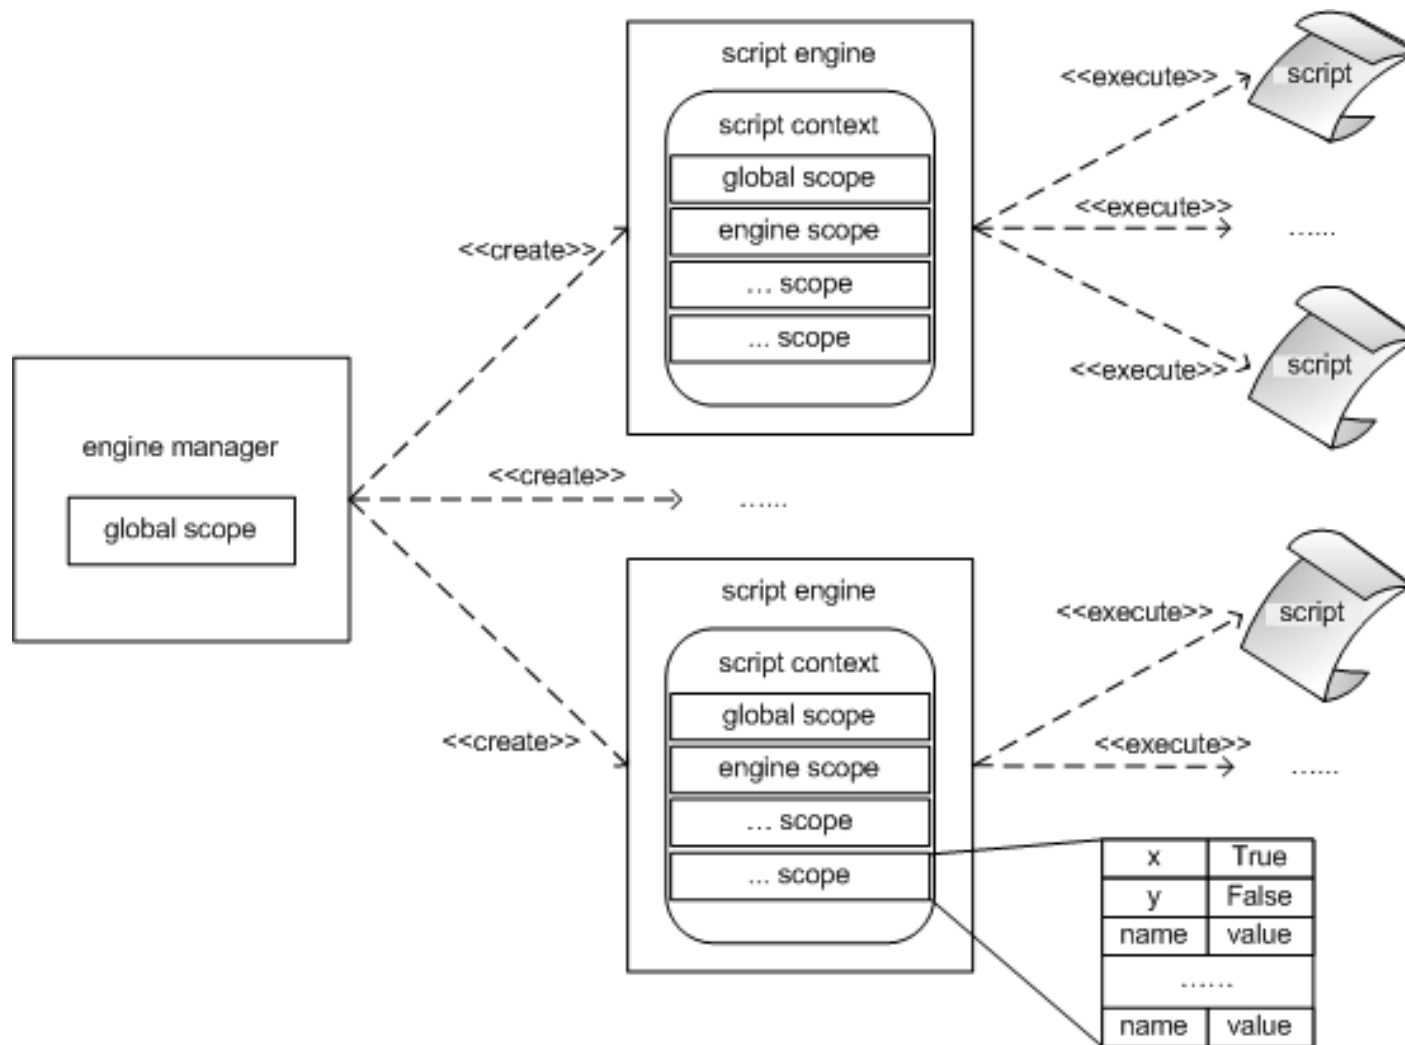 script engine
script context
global scope
engine scope
... scope
... scope
<<execute>>
script
<<execute>>
......
<<execute>>
script
<<create>>
engine manager
global scope
<<create>>
......
<<create>>
script engine
script context
global scope
engine scope
... scope
... scope
<<execute>>
script
<<execute>>
......
x True
y False
name value
......
name value